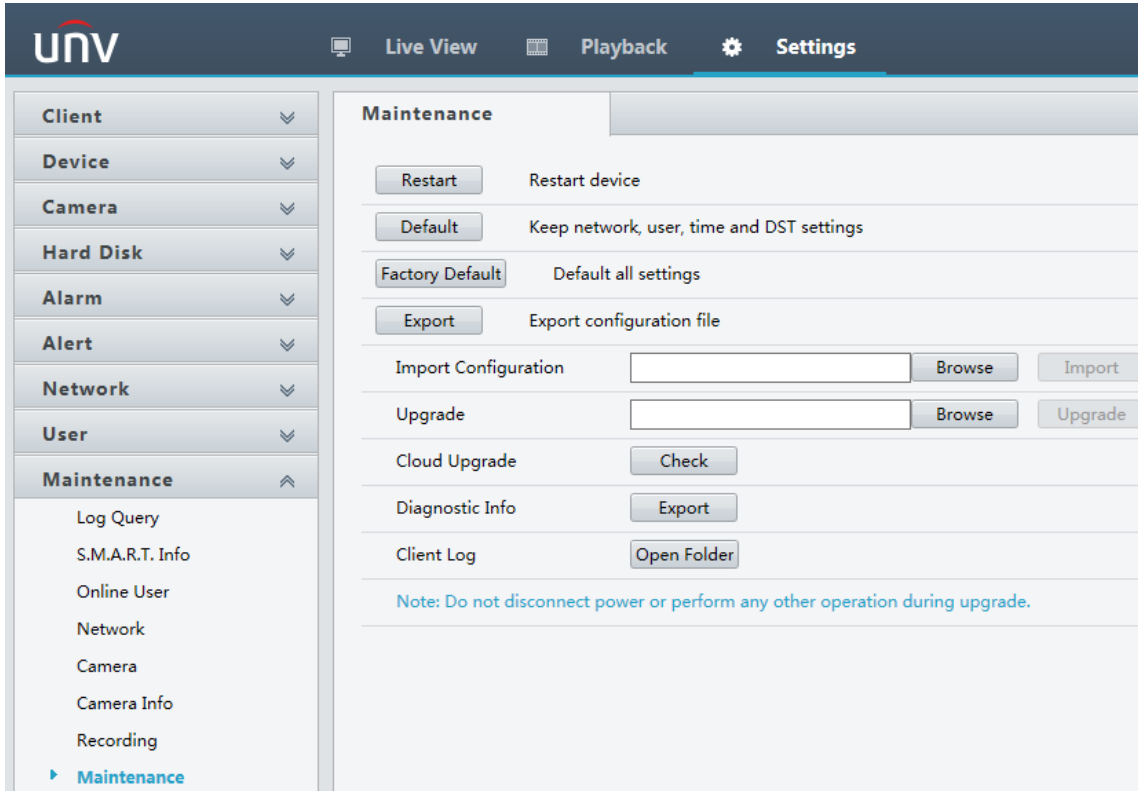 unv
Live View
Playback
Settings
Client
Device
Camera
Hard Disk
Alarm
Alert
Network
User
Maintenance
Log Query
S.M.A.R.T. Info
Online User
Network
Camera
Camera Info
Recording
Maintenance
Maintenance
Restart Restart device
Default Keep network, user, time and DST settings
Factory Default Default all settings
Export Export configuration file
Import Configuration Browse Import
Upgrade Browse Upgrade
Cloud Upgrade Check
Diagnostic Info Export
Client Log Open Folder
Note: Do not disconnect power or perform any other operation during upgrade.